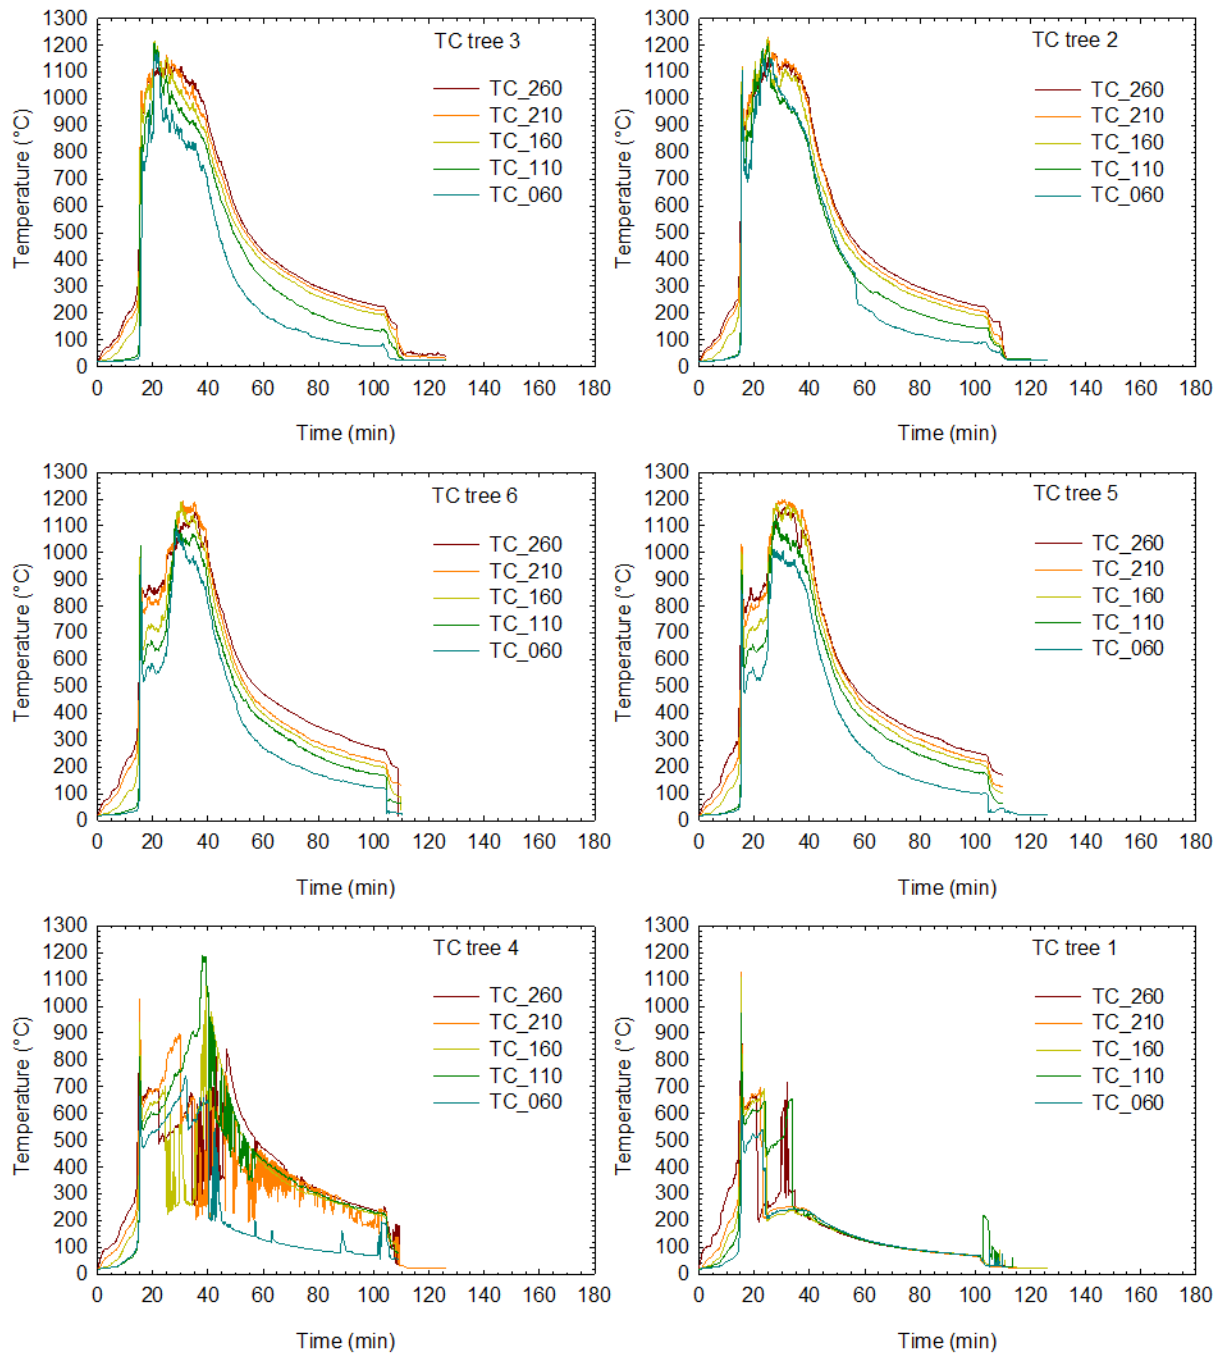 TC tree 3
TC_260
TC_210
TC_160
TC_110
TC_060
1300
1200
1100
1000
900
800
700
600
500
400
300
200
100
0
Temperature (°C)
0 20 40 60 80 100 120 140 160 180
Time (min)
TC tree 2
TC_260
TC_210
TC_160
TC_110
TC_060
1300
1200
1100
1000
900
800
700
600
500
400
300
200
100
0
Temperature (°C)
0 20 40 60 80 100 120 140 160 180
Time (min)
TC tree 6
TC_260
TC_210
TC_160
TC_110
TC_060
1300
1200
1100
1000
900
800
700
600
500
400
300
200
100
0
Temperature (°C)
0 20 40 60 80 100 120 140 160 180
Time (min)
TC tree 5
TC_260
TC_210
TC_160
TC_110
TC_060
1300
1200
1100
1000
900
800
700
600
500
400
300
200
100
0
Temperature (°C)
0 20 40 60 80 100 120 140 160 180
Time (min)
TC tree 4
TC_260
TC_210
TC_160
TC_110
TC_060
1300
1200
1100
1000
900
800
700
600
500
400
300
200
100
0
Temperature (°C)
0 20 40 60 80 100 120 140 160 180
Time (min)
TC tree 1
TC_260
TC_210
TC_160
TC_110
TC_060
1300
1200
1100
1000
900
800
700
600
500
400
300
200
100
0
Temperature (°C)
0 20 40 60 80 100 120 140 160 180
Time (min)